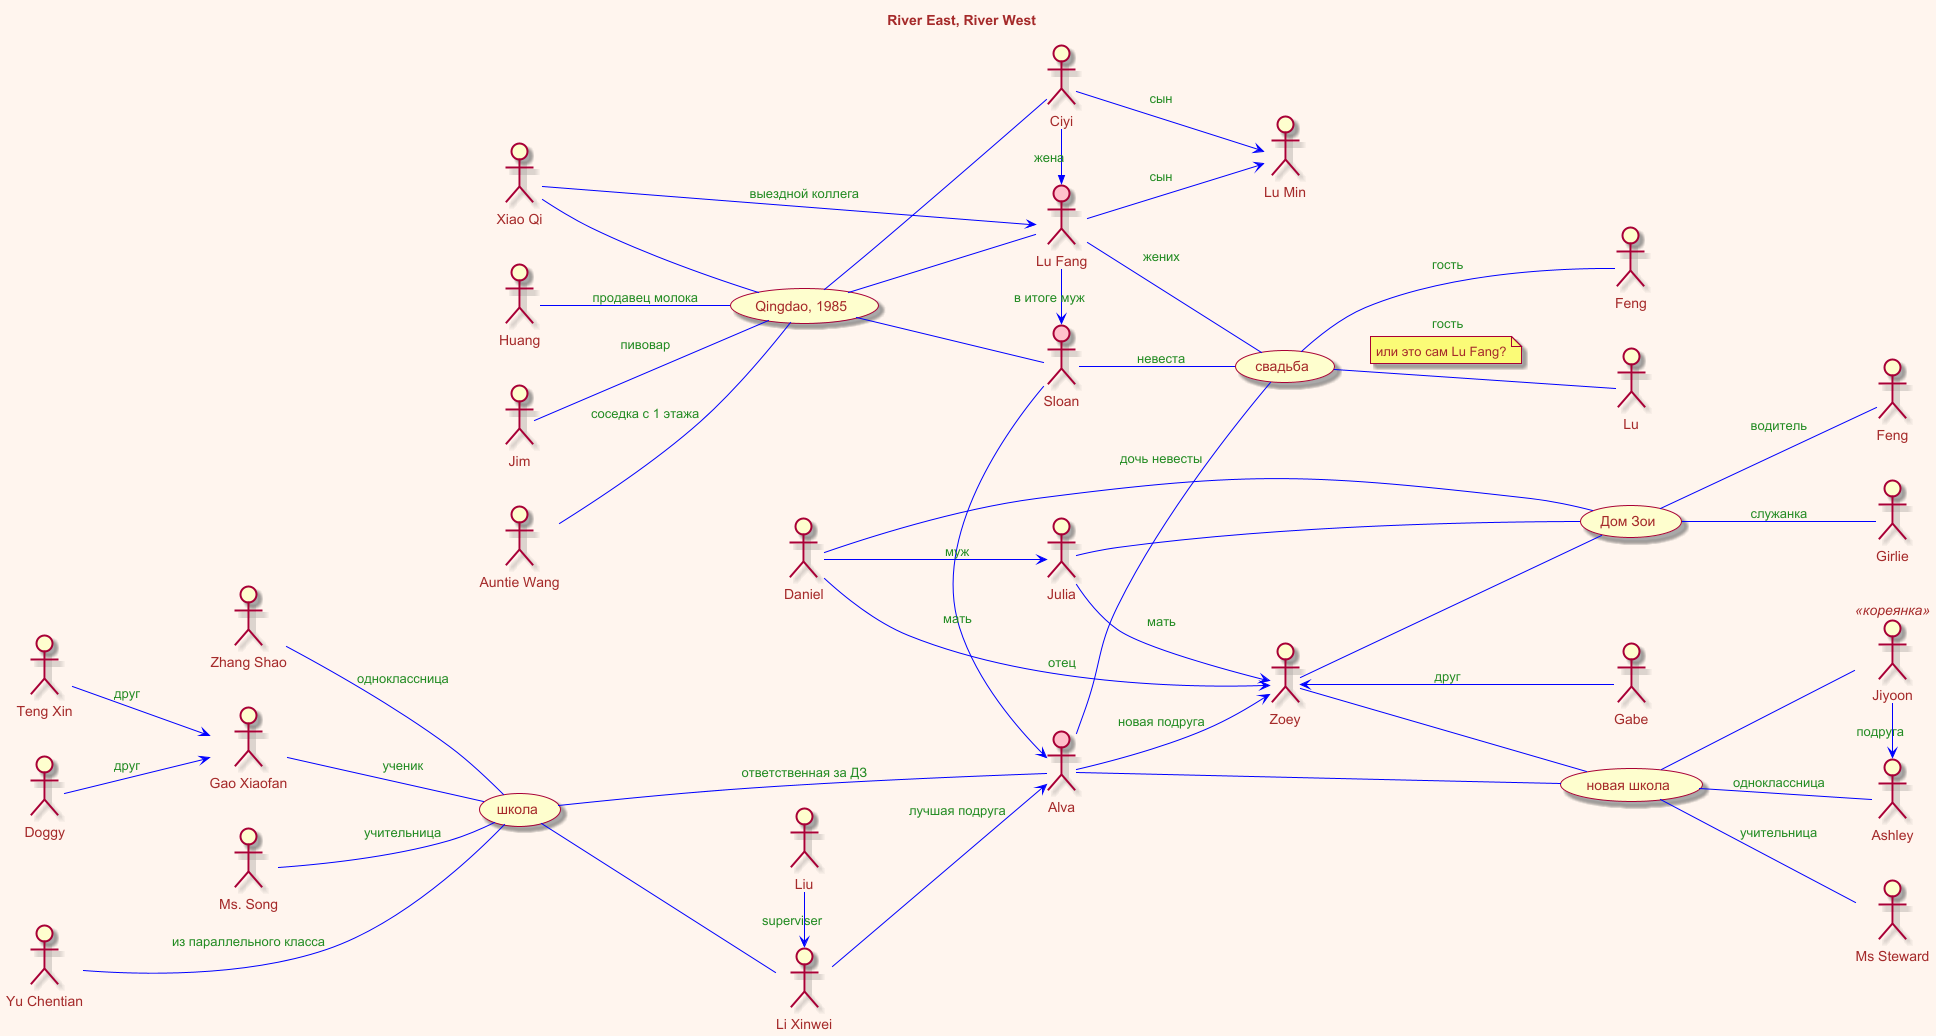 River East, River West
Ciyi
сын
жена
Lu Min
Xiao Qi
выездной коллега
сын
Lu Fang
жених
гость
Feng
Huang
продавец молока
Qingdao, 1985
в итоге муж
гость
или это сам Lu Fang?
Jim
пивовар
Sloan
невеста
свадьба
Lu
соседка с 1 этажа
Auntie Wang
дочь невесты
водитель
Feng
Дом Зои
служанка
Girlie
Daniel
муж
Julia
мать
мать
отец
«кореянка»
Jiyoon
Zhang Shao
одноклассница
Teng Xin
друг
Zoey
друг
Gabe
новая подруга
подруга
Gao Xiaofan
ученик
ответственная за ДЗ
Alva
Doggy
друг
школа
лучшая подруга
новая школа
одноклассница
Ashley
Ms. Song
учительница
Liu
учительница
superviser
Ms Steward
Yu Chentian
из параллельного класса
Li Xinwei